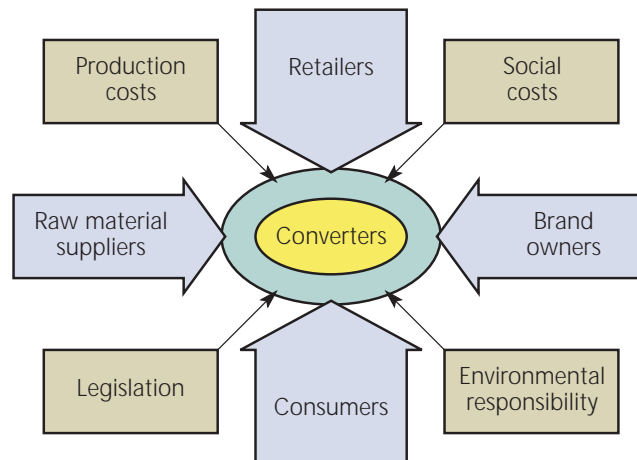 Production
costs
Retailers
Social
costs
Raw material
suppliers
Converters
Brand
owners
Legislation
Consumers
Environmental
responsibility